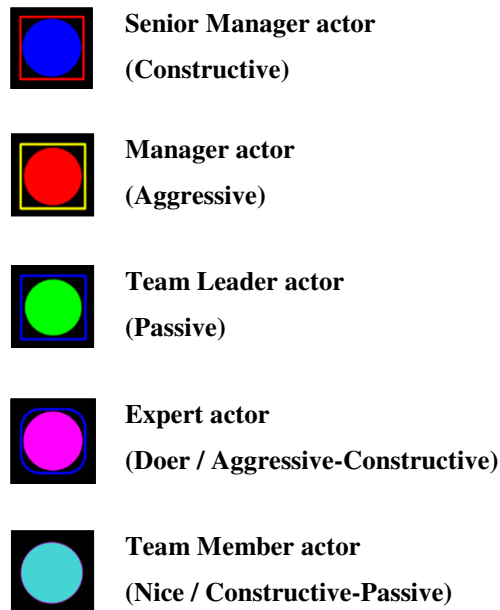 Senior Manager actor
(Constructive)
Manager actor
(Aggressive)
Team Leader actor
(Passive)
Expert actor
(Doer / Aggressive-Constructive)
Team Member actor
(Nice / Constructive-Passive)